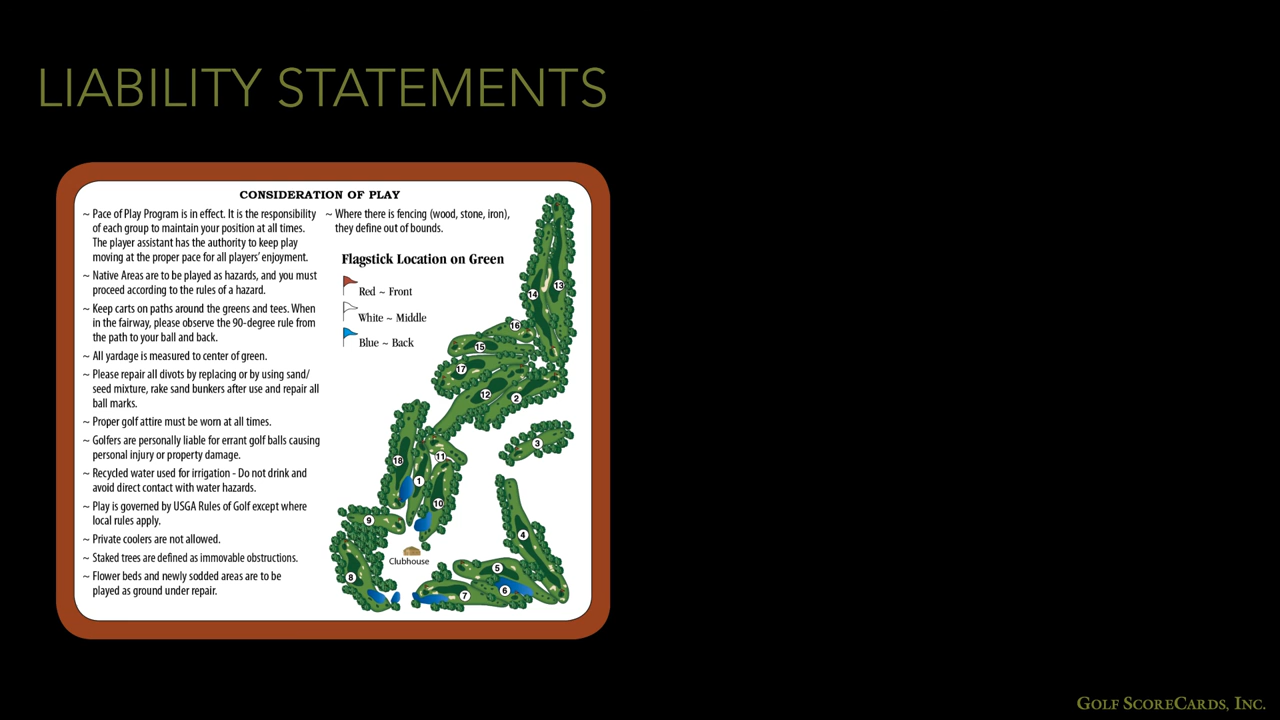 LIABILITY STATEMENTS
CONSIDERATION OF PLAY
~ Pace of Play Program is in effect. It is the responsibility
of each group to maintain your position at all times.
The player assistant has the authority to keep play
moving at the proper pace for all players' enjoyment.
~ Native Areas are to be played as hazards, and you must
proceed according to the rules of a hazard.
~ Keep carts on paths around the greens and tees. When
in the fairway, please observe the 90-degree rule from
the path to your ball and back.
~ All yardage is measured to center of green.
~ Please repair all divots by replacing or by using sand/
seed mixture, rake sand bunkers after use and repair all
ball marks.
~ Proper golf attire must be worn at all times.
~ Golfers are personally liable for errant golf balls causing
personal injury or property damage.
~ Recycled water used for irrigation - Do not drink and
avoid direct contact with water hazards.
~ Play is governed by USGA Rules of Golf except where
local rules apply.
~ Private coolers are not allowed.
~ Staked trees are defined as immovable obstructions.
~ Flower beds and newly sodded areas are to be
played as ground under repair.
~ Where there is fencing (wood, stone, iron),
they define out of bounds.
Flagstick Location on Green
Red ~ Front
White ~ Middle
Blue ~ Back
13
14
16
15
17
12
2
3
11
18
1
10
9
4
Clubhouse
5
8
6
7
GOLF SCORECARDS, INC.